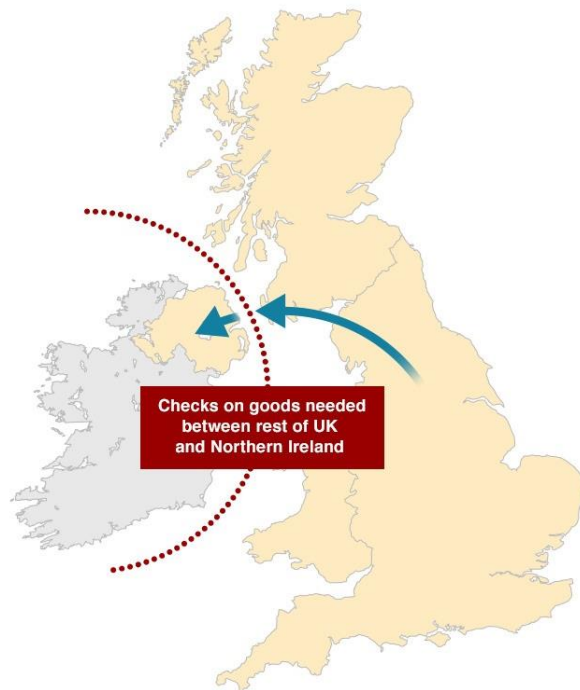 Checks on goods needed
between rest of UK
and Northern Ireland